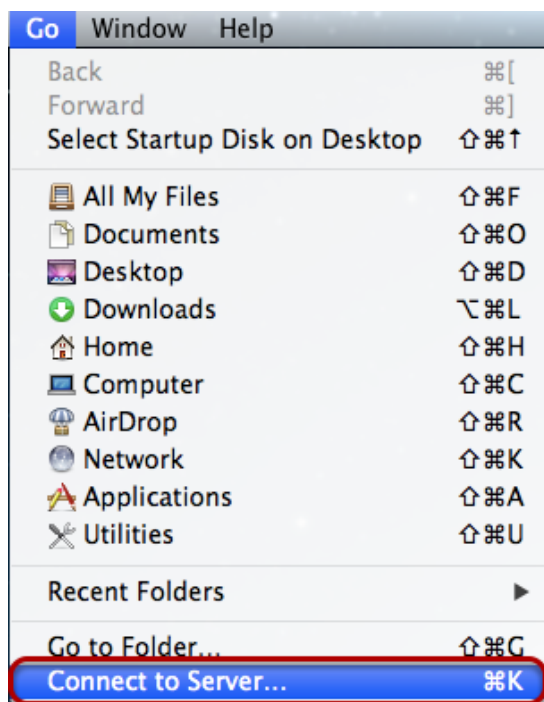 Go Window Help
Back ⌘[
Forward ⌘]
Select Startup Disk on Desktop ⇧⌘↑
All My Files ⇧⌘F
Documents ⇧⌘O
Desktop ⇧⌘D
Downloads ⌥⌘L
Home ⇧⌘H
Computer ⇧⌘C
AirDrop ⇧⌘R
Network ⇧⌘K
Applications ⇧⌘A
Utilities ⇧⌘U
Recent Folders ▶
Go to Folder... ⇧⌘G
Connect to Server... ⌘K